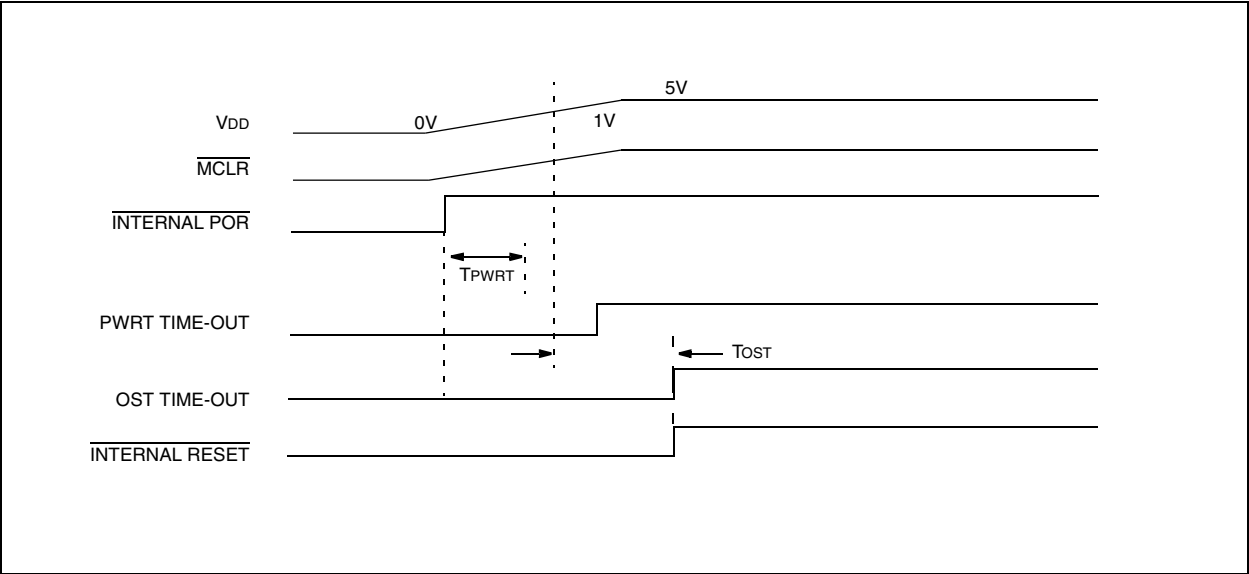 5V
VDD
0V
1V
MCLR
INTERNAL POR
TPWRT
PWRT TIME-OUT
TOST
OST TIME-OUT
INTERNAL RESET